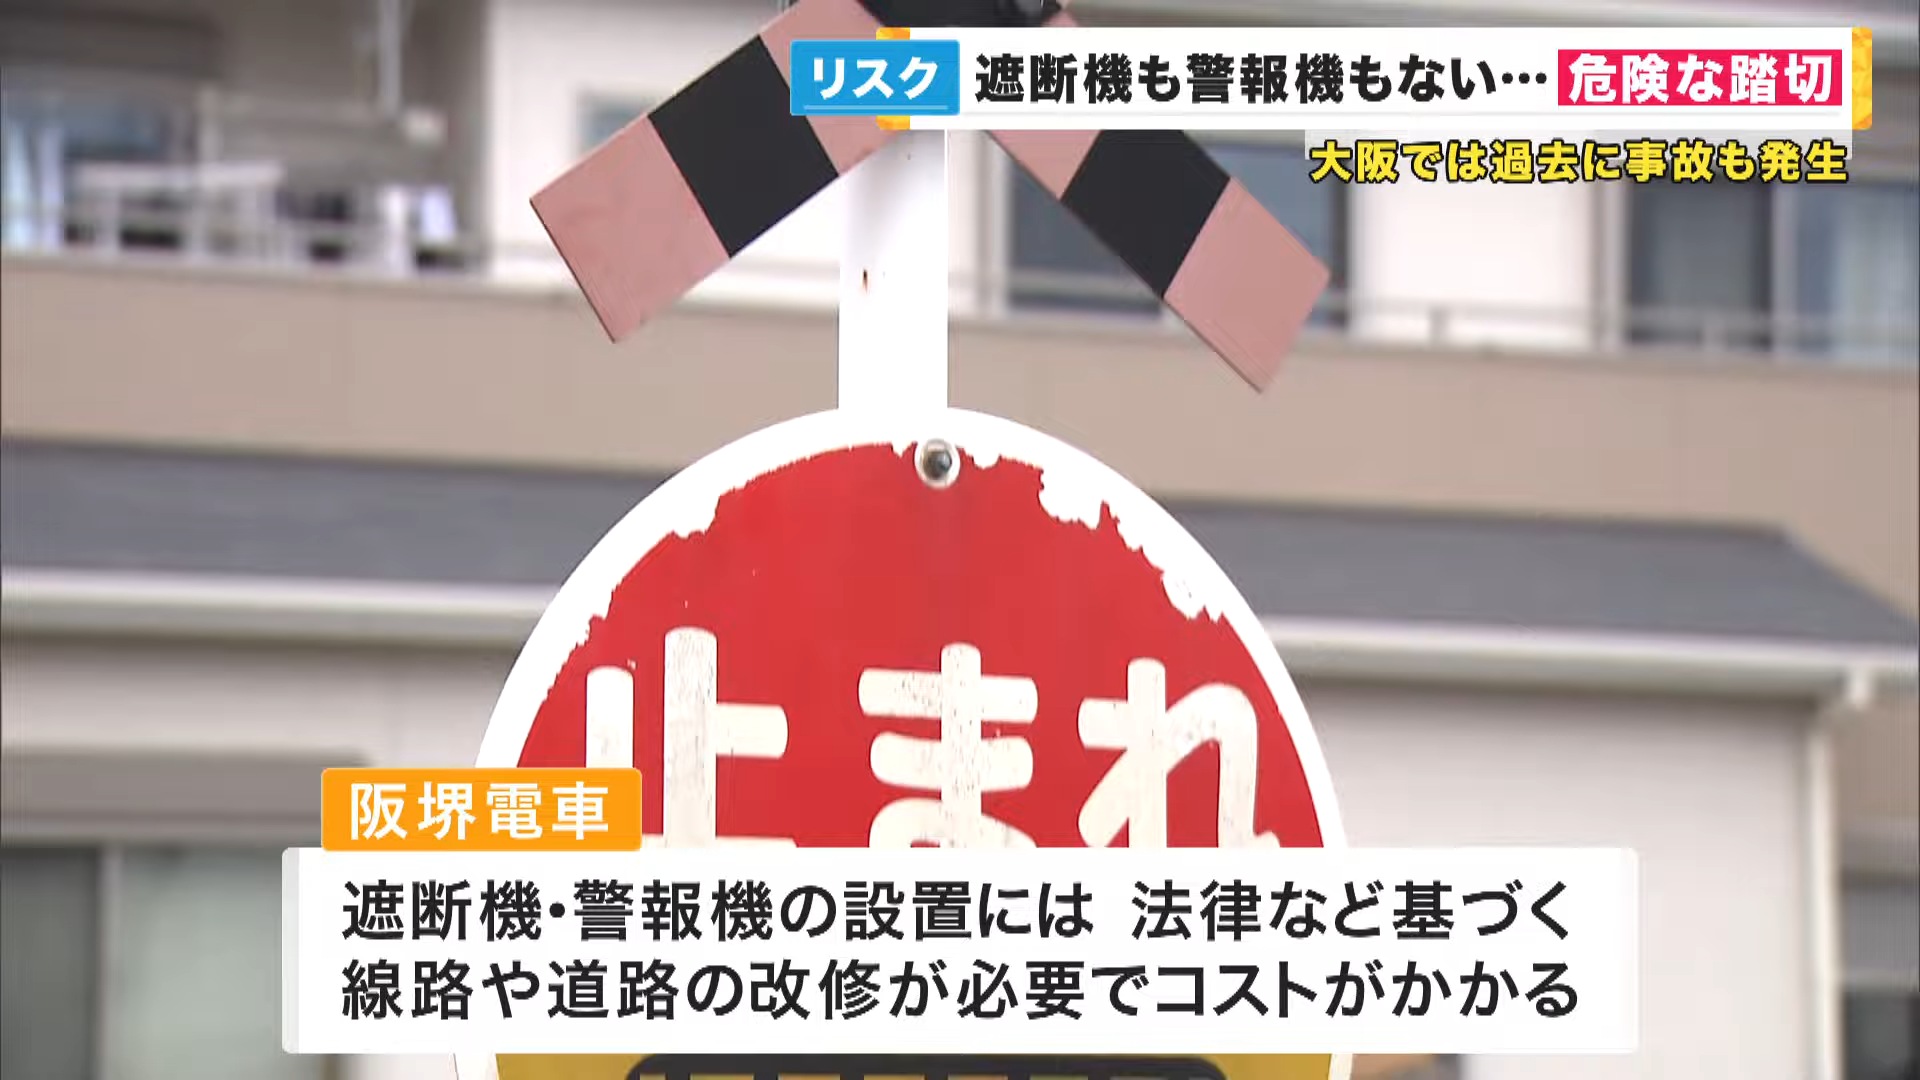 リスク 遮断機も警報機もない…危険な踏切
大阪では過去に事故も発生
止まれ
阪堺電車
遮断機・警報機の設置には 法律など基づく
線路や道路の改修が必要でコストがかかる